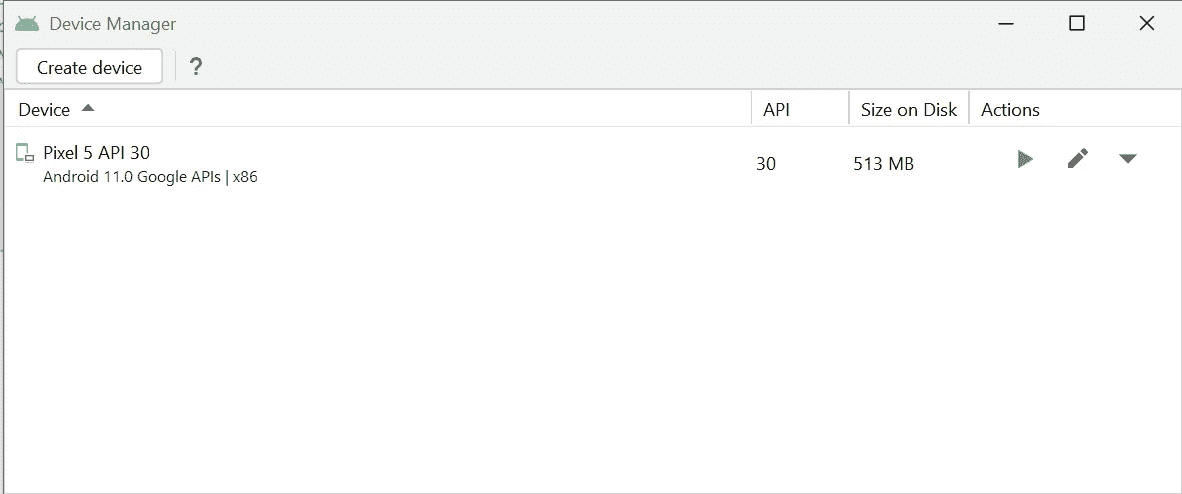 Device Manager
Create device ?
Device API Size on Disk Actions
Pixel 5 API 30
Android 11.0 Google APIs | x86
30 513 MB